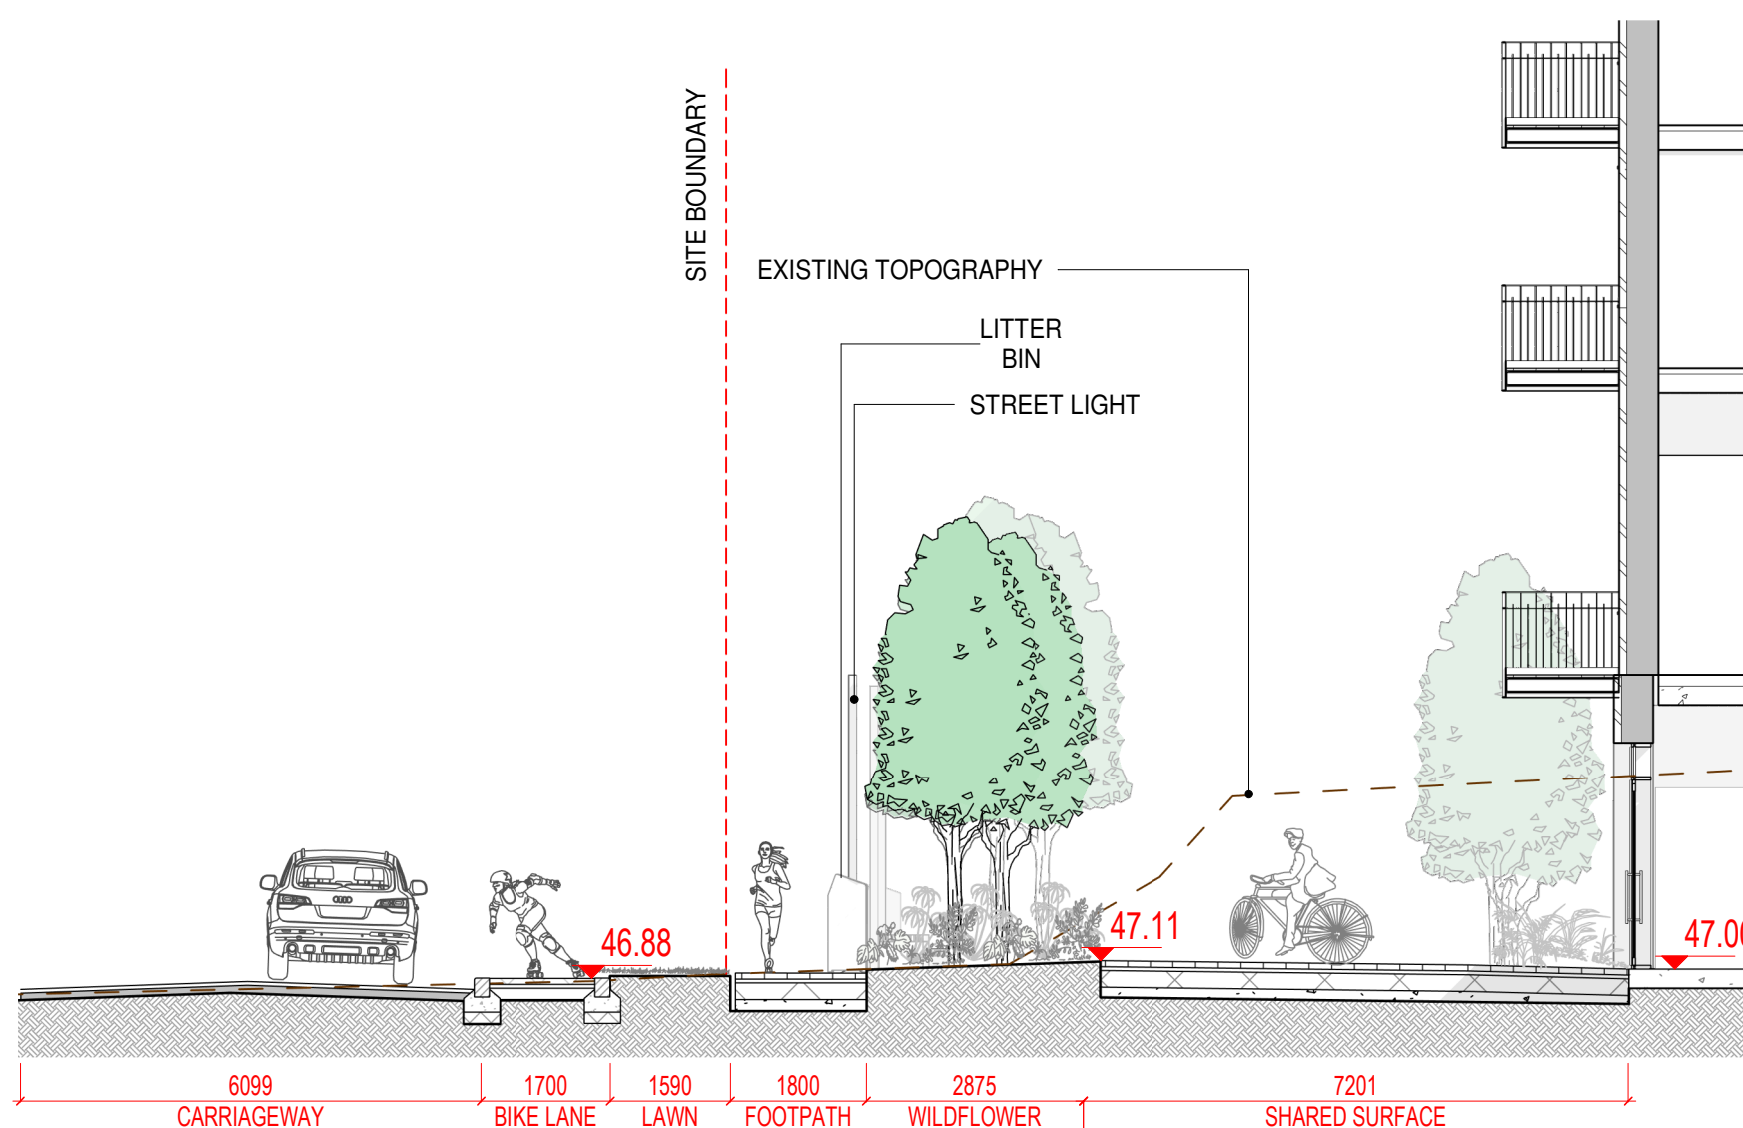 SITE BOUNDARY
EXISTING TOPOGRAPHY
LITTER
BIN
STREET LIGHT
46.88
47.11
6099
1700
1590
1800
2875
7201
CARRIAGEWAY
BIKE LANE
LAWN
FOOTPATH
WILDFLOWER
SHARED SURFACE